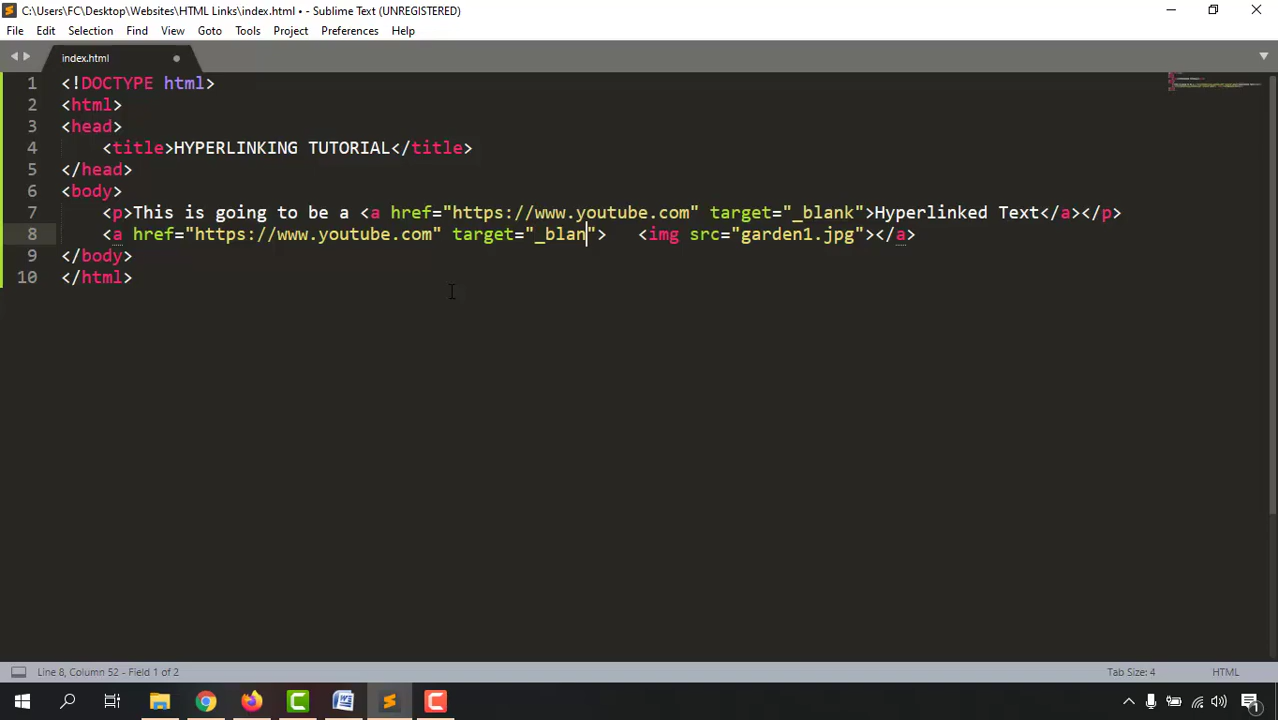 C:\Users\FC\Desktop\Websites\HTML Links\index.html • - Sublime Text (UNREGISTERED)
File Edit Selection Find View Goto Tools Project Preferences Help
index.html
1 <!DOCTYPE html>
2 <html>
3 <head>
4 <title>HYPERLINKING TUTORIAL</title>
5 </head>
6 <body>
7 <p>This is going to be a <a href="https://www.youtube.com" target="_blank">Hyperlinked Text</a></p>
8 <a href="https://www.youtube.com" target="_blan"> <img src="garden1.jpg"></a>
9 </body>
10 </html>
Line 8, Column 52 - Field 1 of 2 Tab Size: 4 HTML